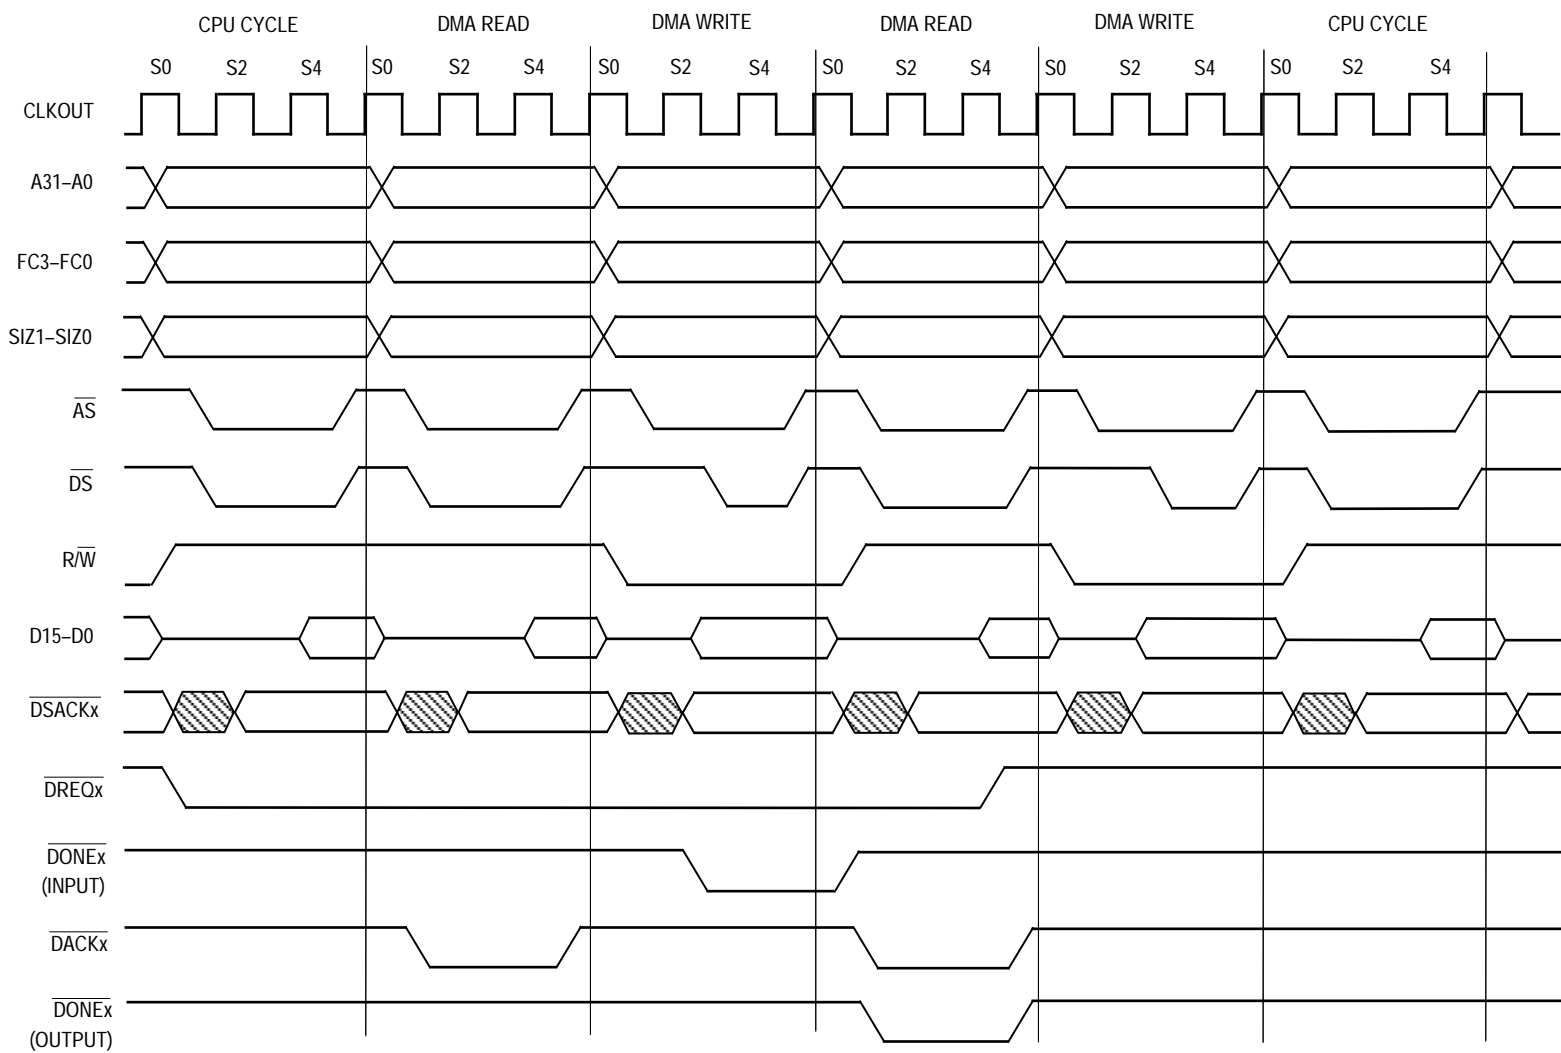 CPU CYCLE DMA READ DMA WRITE DMA READ DMA WRITE CPU CYCLE
S0 S2 S4 S0 S2 S4 S0 S2 S4 S0 S2 S4 S0 S2 S4 S0 S2 S4
CLKOUT
A31–A0
FC3–FC0
SIZ1–SIZ0
AS
DS
R/W
D15–D0
DSACKx
DREQx
DONEx
(INPUT)
DACKx
DONEx
(OUTPUT)